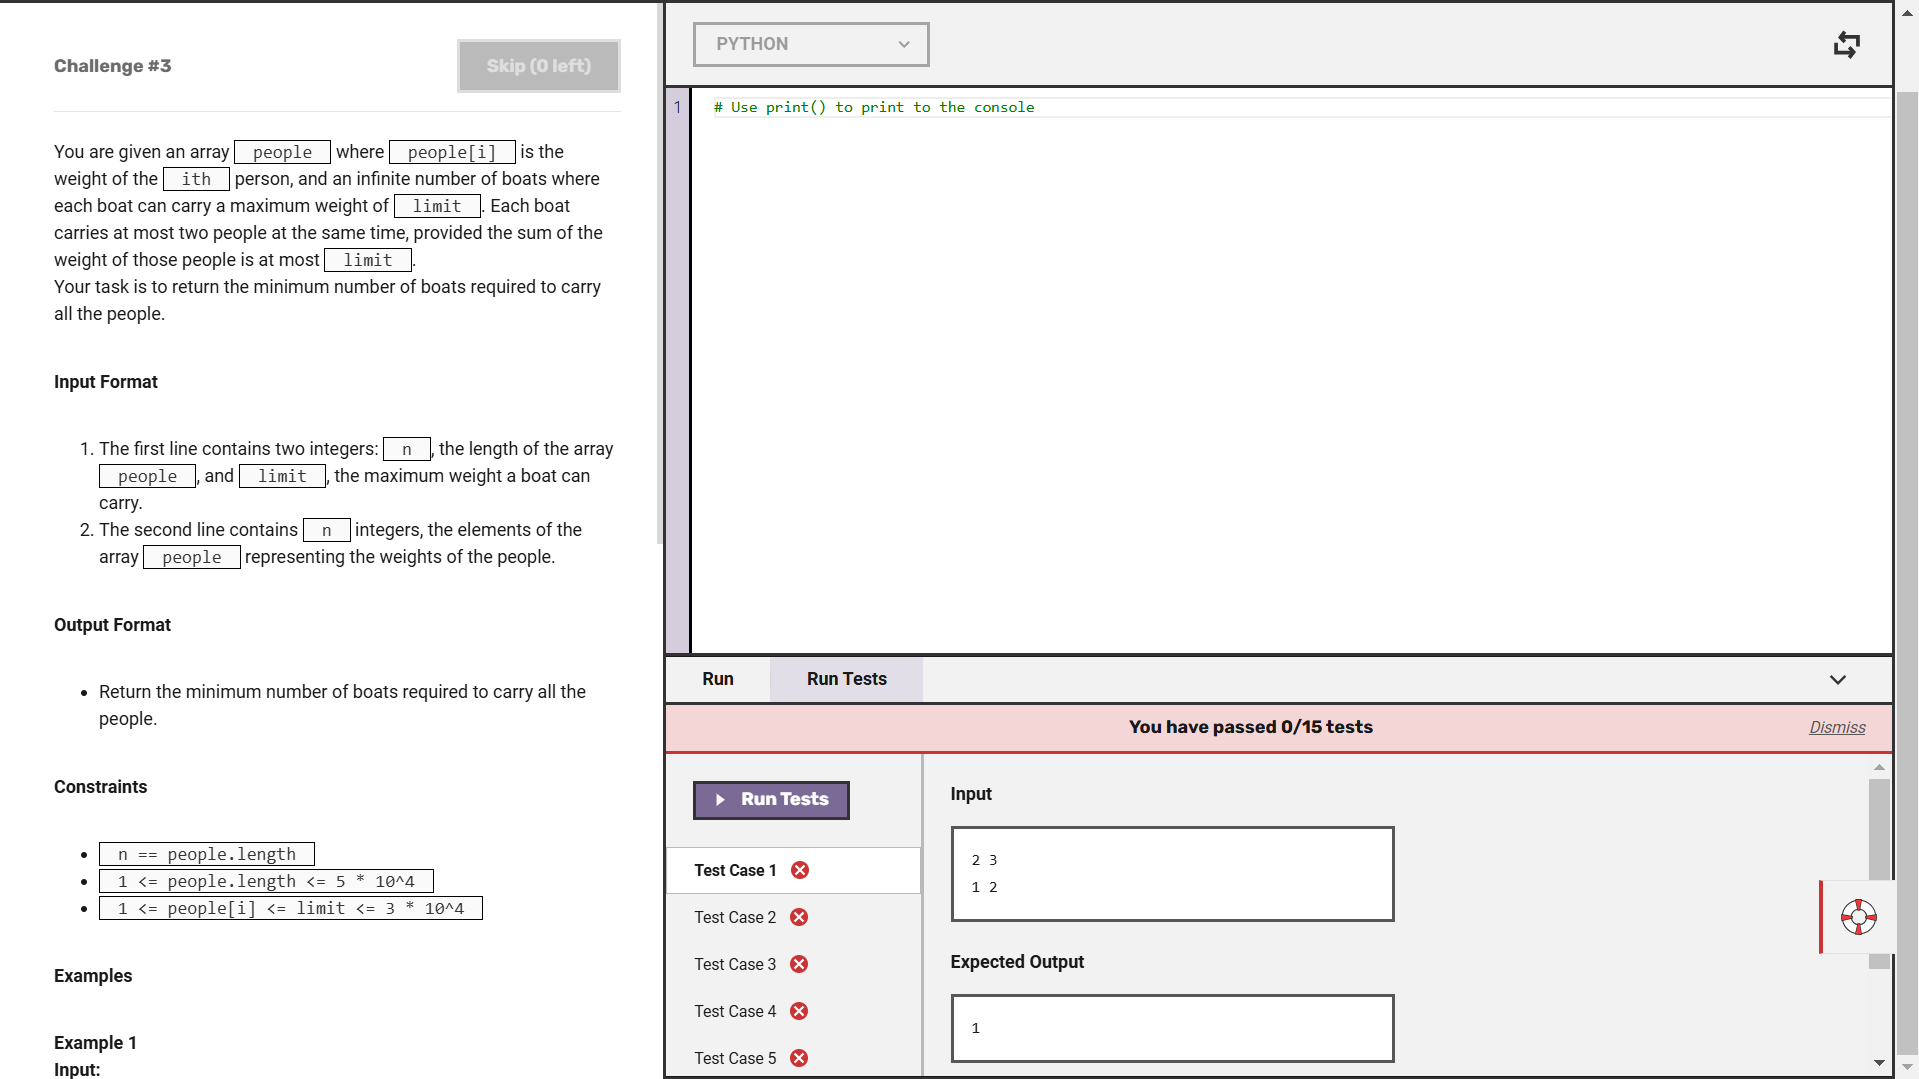 Challenge #3
Skip (0 left)
You are given an array people where people[i] is the
weight of the ith person, and an infinite number of boats where
each boat can carry a maximum weight of limit. Each boat
carries at most two people at the same time, provided the sum of the
weight of those people is at most limit.
Your task is to return the minimum number of boats required to carry
all the people.
Input Format
1. The first line contains two integers: n, the length of the array
people, and limit, the maximum weight a boat can
carry.
2. The second line contains n integers, the elements of the
array people representing the weights of the people.
Output Format
• Return the minimum number of boats required to carry all the
people.
Constraints
• n == people.length
• 1 <= people.length <= 5 * 10^4
• 1 <= people[i] <= limit <= 3 * 10^4
Examples
Example 1
Input:
PYTHON
1 # Use print() to print to the console
Run
Run Tests
You have passed 0/15 tests
Dismiss
Run Tests
Test Case 1
Test Case 2
Test Case 3
Test Case 4
Test Case 5
Input
2 3
1 2
Expected Output
1